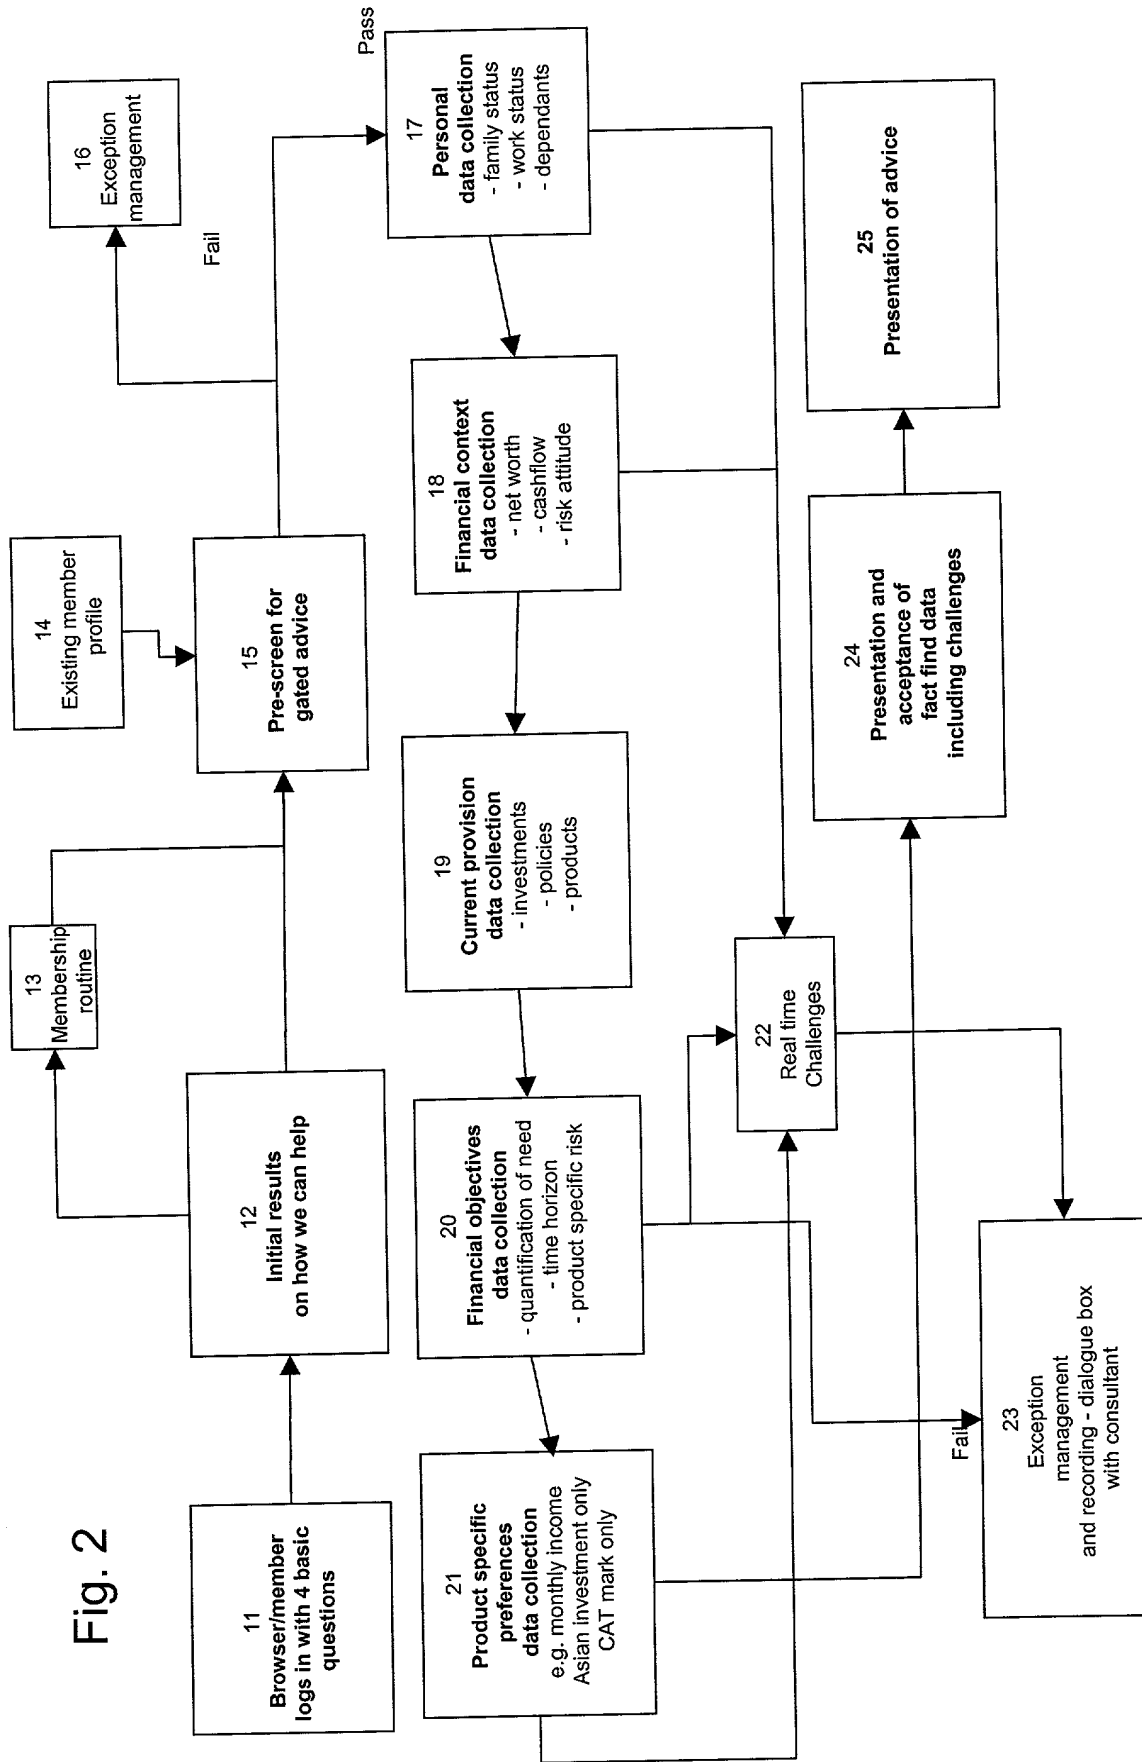 Fig. 2
11
Browser/member
logs in with 4 basic
questions
12
Initial results
on how we can help
13
Membership
routine
14
Existing member
profile
15
Pre-screen for
gated advice
16
Exception
management
Fail
Pass
17
Personal
data collection
- family status
- work status
- dependants
18
Financial context
data collection
- net worth
- cashflow
- risk attitude
19
Current provision
data collection
- investments
- policies
- products
20
Financial objectives
data collection
- quantification of need
- time horizon
- product specific risk
21
Product specific
preferences
data collection
e.g. monthly income
Asian investment only
CAT mark only
22
Real time
Challenges
Fail
23
Exception
management
and recording - dialogue box
with consultant
24
Presentation and
acceptance of
fact find data
including challenges
25
Presentation of advice